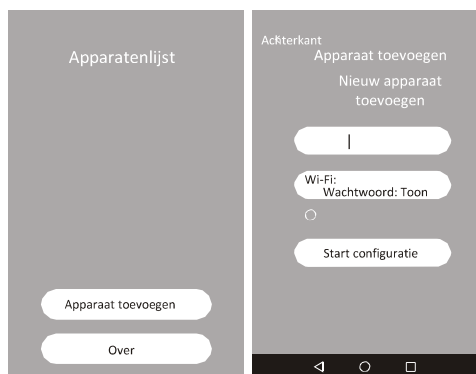 Apparatenlijst
Apparaat toevoegen
Over
Achterkant
Apparaat toevoegen
Nieuw apparaat
toevoegen
Wi-Fi:
Wachtwoord: Toon
Start configuratie